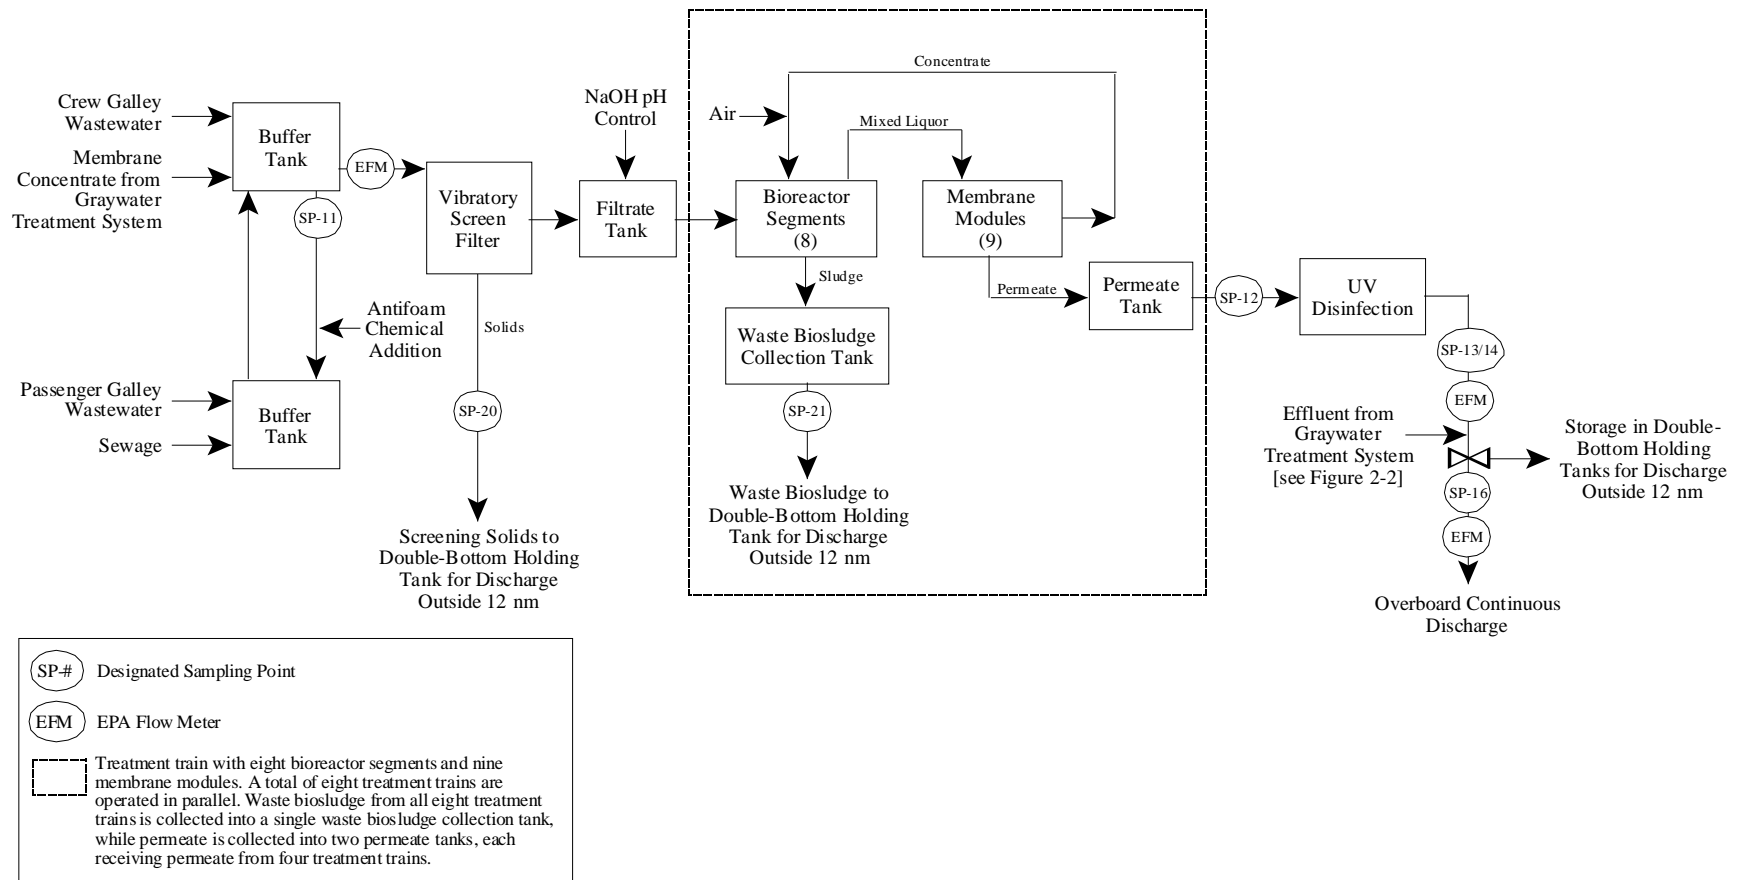 Concentrate
Crew Galley
Wastewater
Membrane
Concentrate from
Graywater
Treatment System
Buffer
Tank
EFM
SP-11
NaOH pH
Control
Air
Mixed Liquor
Vibratory
Screen
Filter
Filtrate
Tank
Bioreactor
Segments
(8)
Membrane
Modules
(9)
Sludge
Permeate
Permeate
Tank
SP-12
UV
Disinfection
Antifoam
Chemical
Addition
Solids
Waste Biosludge
Collection Tank
SP-13/14
EFM
Passenger Galley
Wastewater
Sewage
Buffer
Tank
SP-20
SP-21
Effluent from
Graywater
Treatment System
[see Figure 2-2]
Storage in Double-
Bottom Holding
Tanks for Discharge
Outside 12 nm
SP-16
EFM
Screening Solids to
Double-Bottom Holding
Tank for Discharge
Outside 12 nm
Waste Biosludge to
Double-Bottom Holding
Tank for Discharge
Outside 12 nm
Overboard Continuous
Discharge
SP-# Designated Sampling Point
EFM EPA Flow Meter
Treatment train with eight bioreactor segments and nine
membrane modules. A total of eight treatment trains are
operated in parallel. Waste biosludge from all eight treatment
trains is collected into a single waste biosludge collection tank,
while permeate is collected into two permeate tanks, each
receiving permeate from four treatment trains.